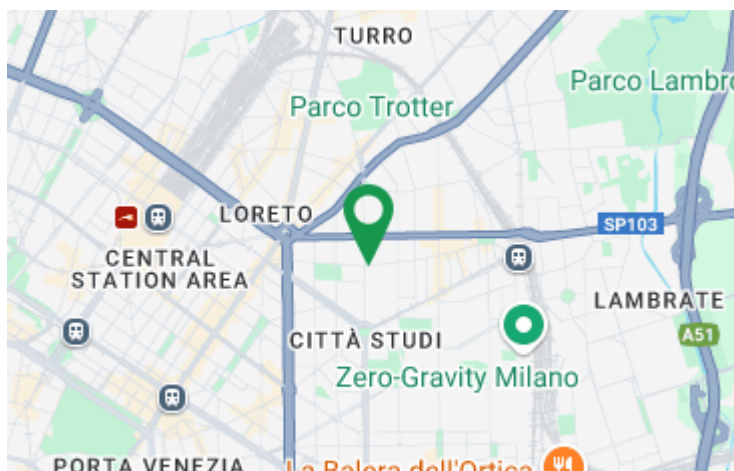 TURRO
Parco Lambro
Parco Trotter
LORETO
SP103
CENTRAL
STATION AREA
LAMBRATE
A51
CITTÀ STUDI
Zero-Gravity Milano
PORTA VENEZIA
La Balera dell'Ortica